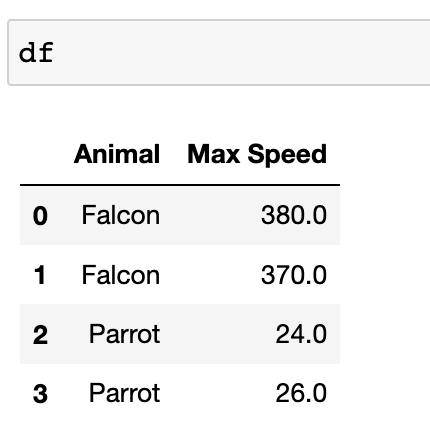 df
Animal Max Speed
0 Falcon 380.0
1 Falcon 370.0
2 Parrot 24.0
3 Parrot 26.0